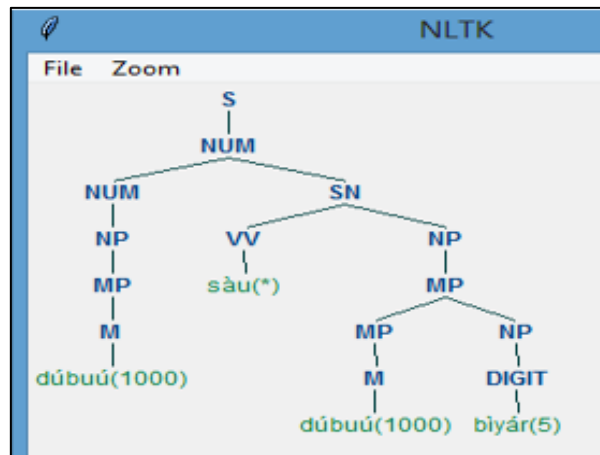 NLTK
File Zoom
S
NUM
NUM SN
NP VV NP
MP sàu(*) MP
M MP NP
dúbuú(1000) M DIGIT
dúbuú(1000) bìyár(5)